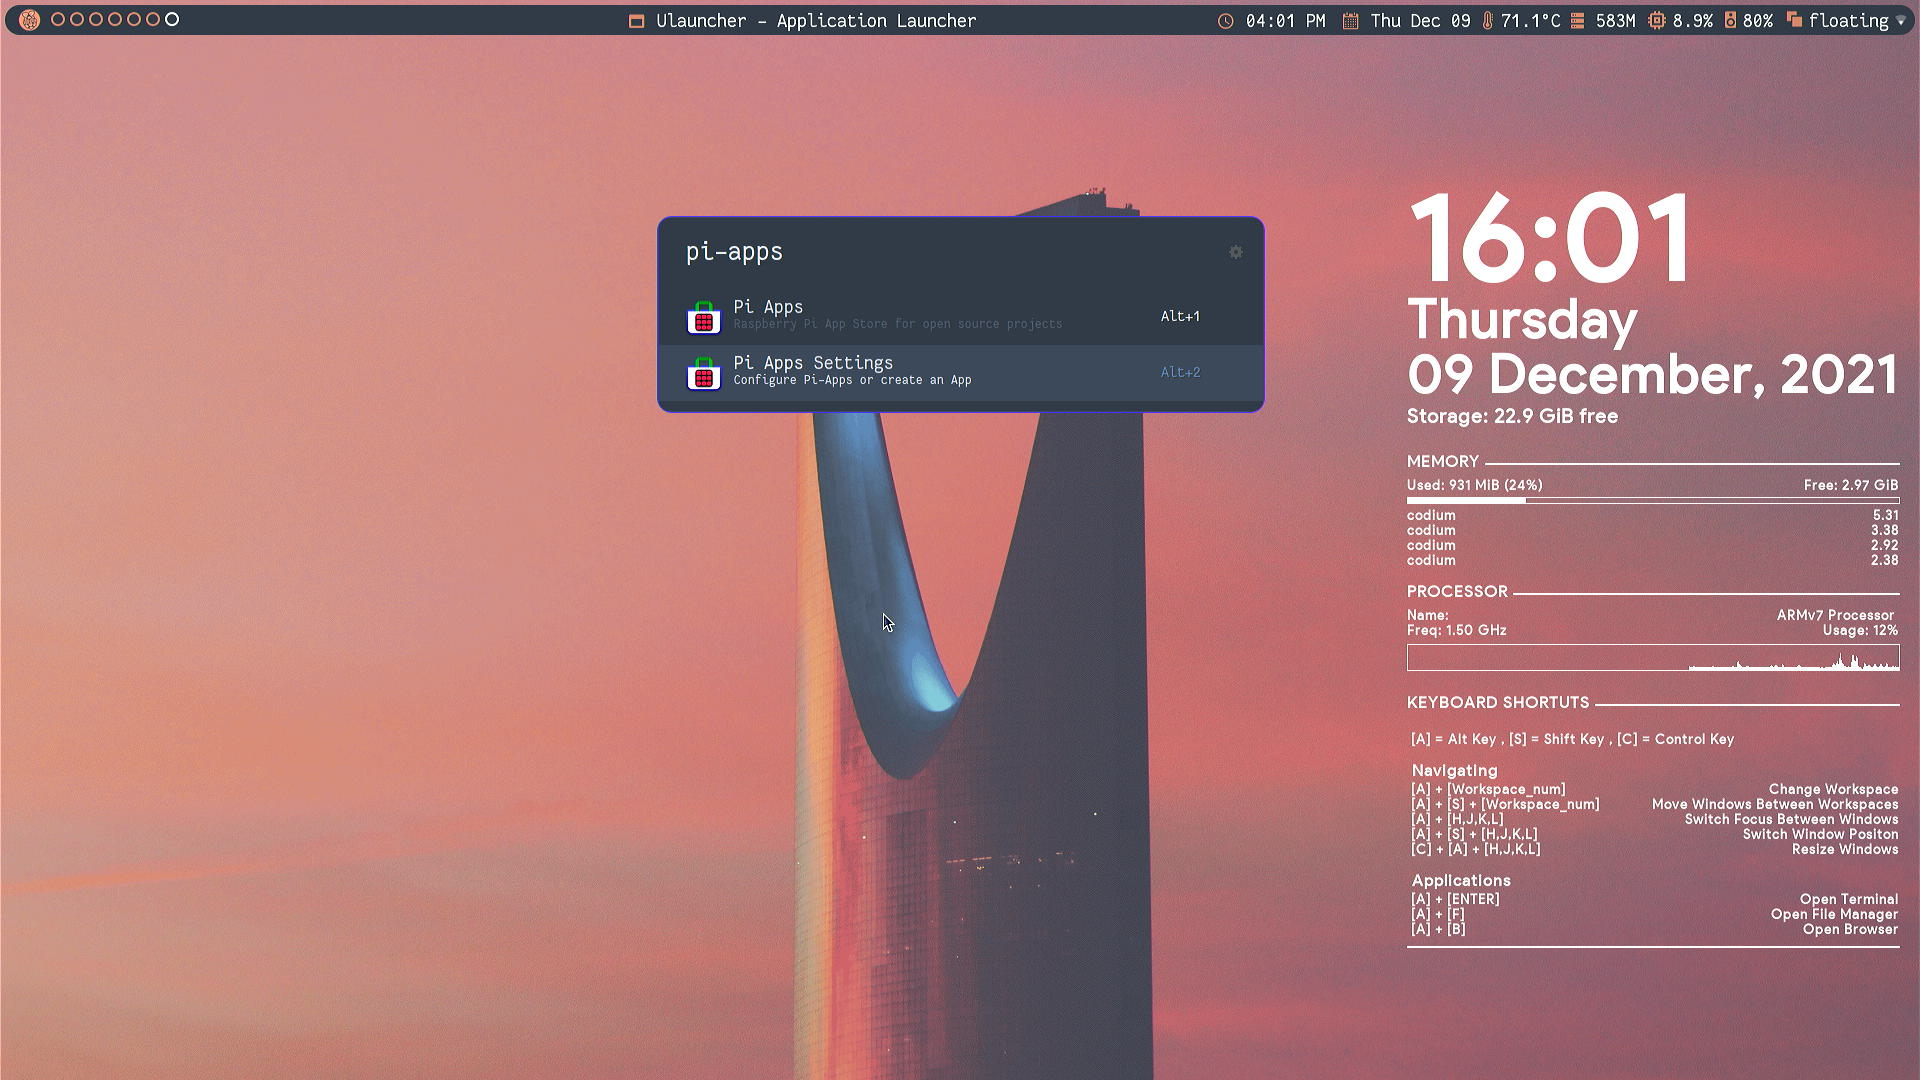 Ulauncher - Application Launcher
04:01 PM Thu Dec 09 71.1°C 583M 8.9% 80% floating
pi-apps
Pi Apps
Raspberry Pi App Store for open source projects
Alt+1
Pi Apps Settings
Configure Pi-Apps or create an App
Alt+2
16:01
Thursday
09 December, 2021
Storage: 22.9 GiB free
MEMORY
Used: 931 MiB (24%) Free: 2.97 GiB
codium 5.31
codium 3.38
codium 2.92
codium 2.38
PROCESSOR
Name: ARMv7 Processor
Freq: 1.50 GHz Usage: 12%
KEYBOARD SHORTUTS
[A] = Alt Key , [S] = Shift Key , [C] = Control Key
Navigating
[A] + [Workspace_num] Change Workspace
[A] + [S] + [Workspace_num] Move Windows Between Workspaces
[A] + [H,J,K,L] Switch Focus Between Windows
[A] + [S] + [H,J,K,L] Switch Window Positon
[C] + [A] + [H,J,K,L] Resize Windows
Applications
[A] + [ENTER] Open Terminal
[A] + [F] Open File Manager
[A] + [B] Open Browser